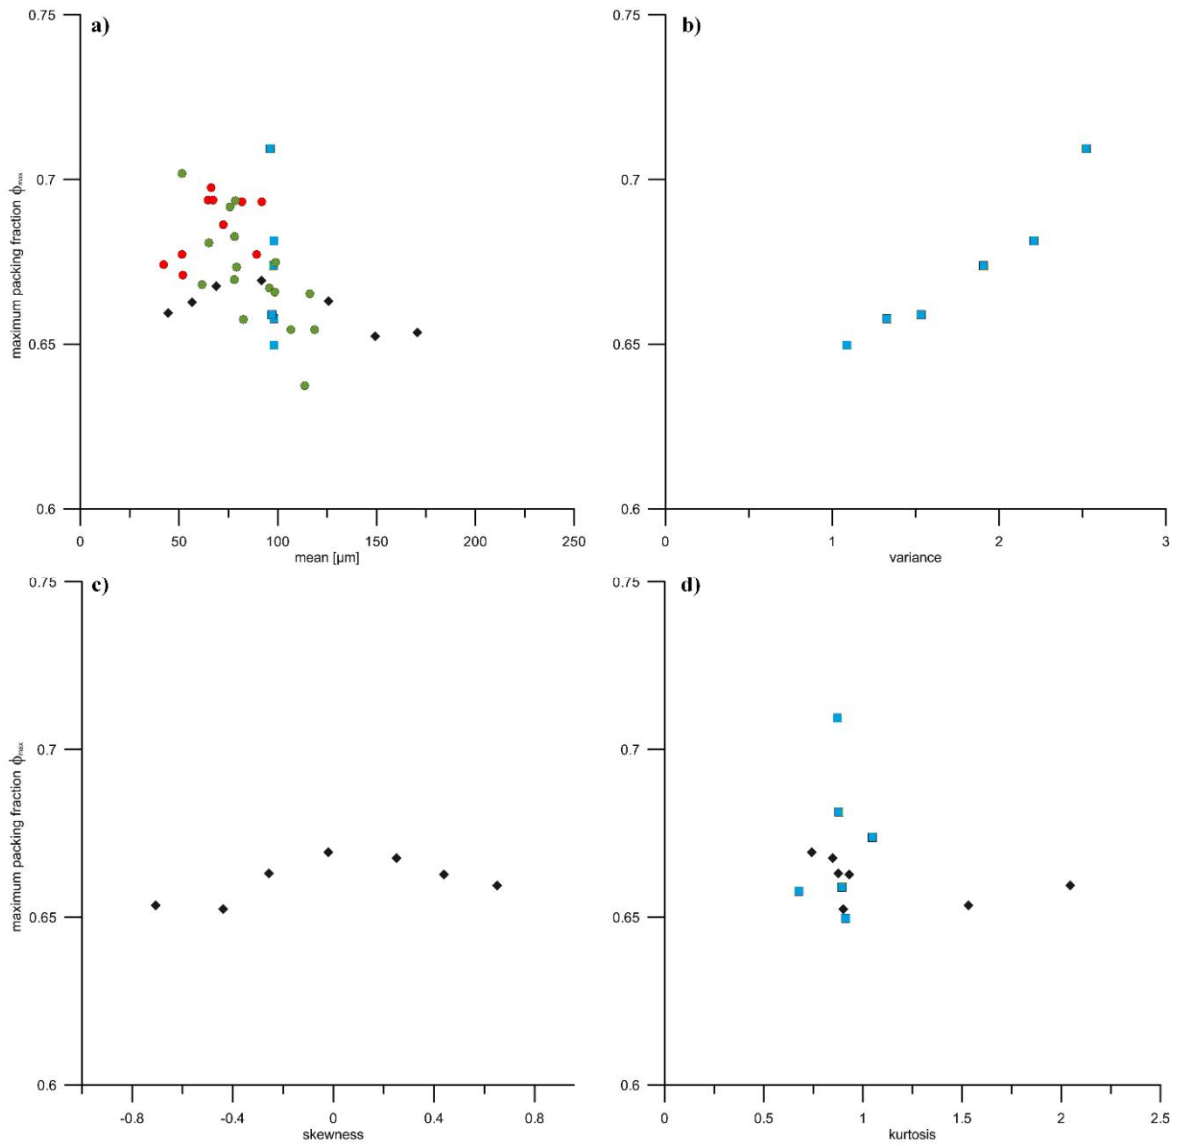 a)
0.75
0.7
0.65
0.6
maximum packing fraction ϕmax
0 50 100 150 200 250
mean [µm]
b)
0.75
0.7
0.65
0.6
0 1 2 3
variance
c)
0.75
0.7
0.65
0.6
maximum packing fraction ϕmax
-0.8 -0.4 0 0.4 0.8
skewness
d)
0.75
0.7
0.65
0.6
0 0.5 1 1.5 2 2.5
kurtosis